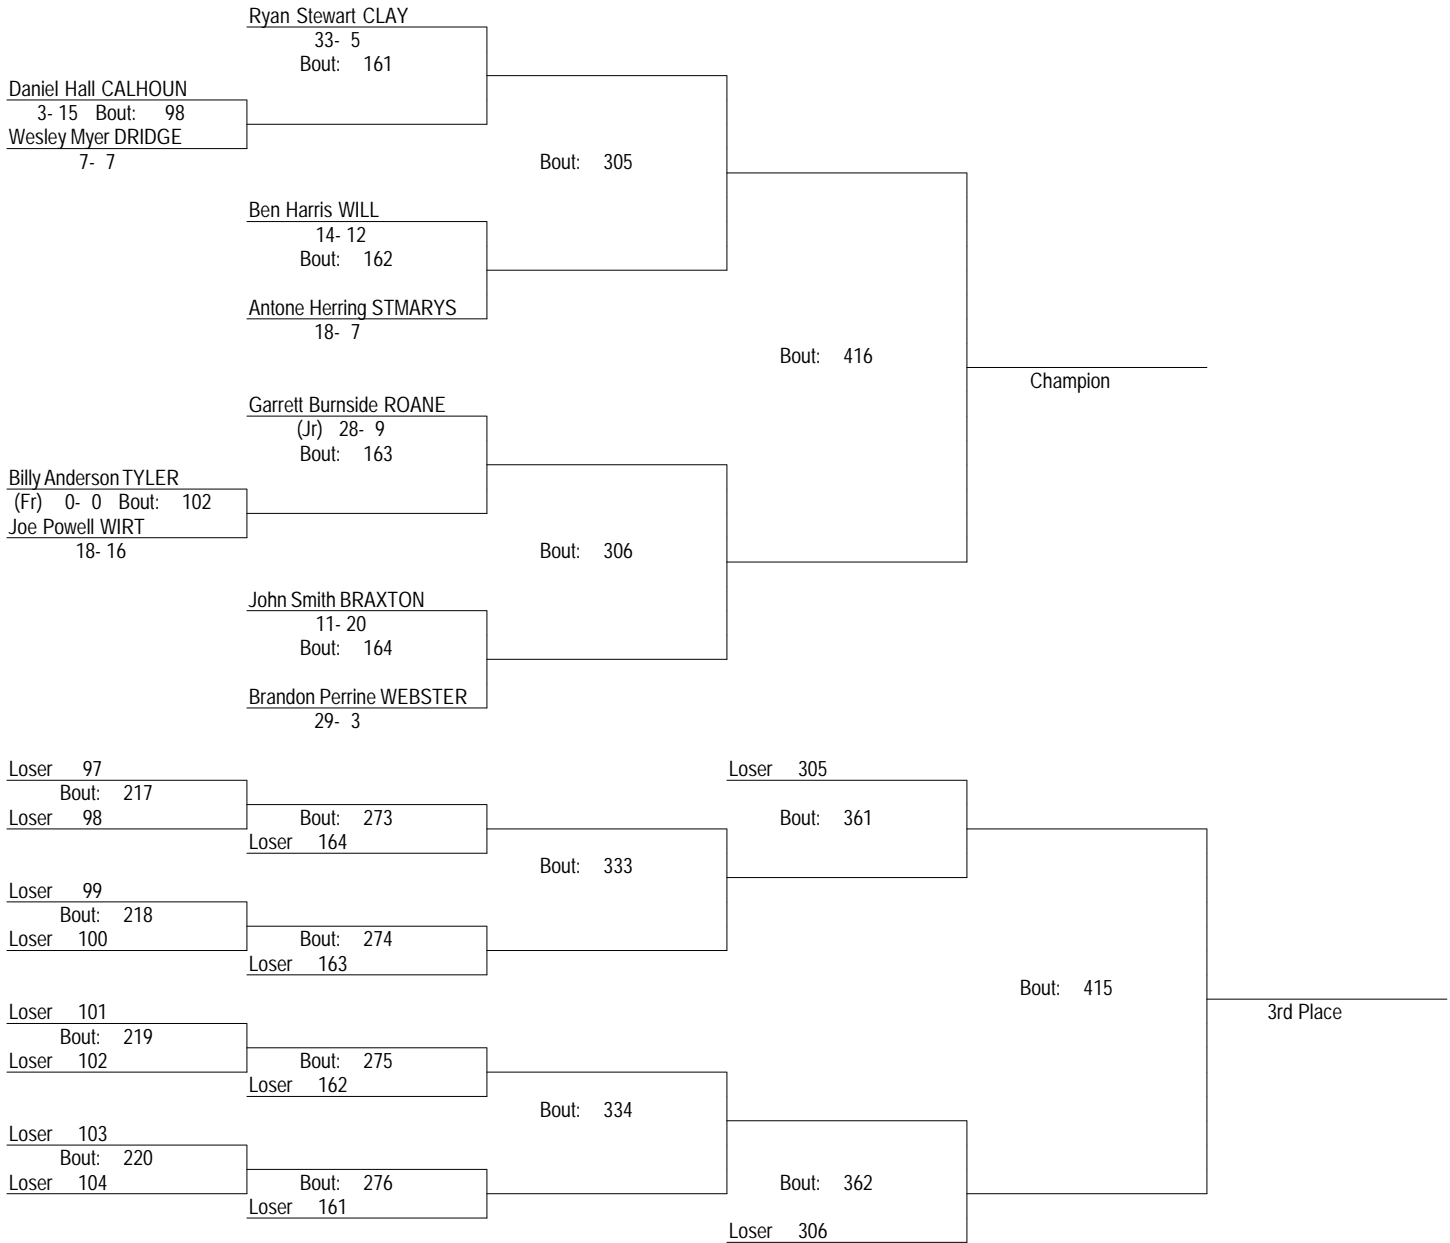 Ryan Stewart CLAY
33- 5
Bout: 161
Daniel Hall CALHOUN
3- 15 Bout: 98
Wesley Myer DRIDGE
7- 7
Bout: 305
Ben Harris WILL
14- 12
Bout: 162
Antone Herring STMARYS
18- 7
Bout: 416
Champion
Garrett Burnside ROANE
(Jr) 28- 9
Bout: 163
Billy Anderson TYLER
(Fr) 0- 0 Bout: 102
Joe Powell WIRT
18- 16
Bout: 306
John Smith BRAXTON
11- 20
Bout: 164
Brandon Perrine WEBSTER
29- 3
Loser 97
Bout: 217
Loser 98
Bout: 273
Loser 164
Loser 305
Bout: 361
Bout: 333
Loser 99
Bout: 218
Loser 100
Bout: 274
Loser 163
Bout: 415
3rd Place
Loser 101
Bout: 219
Loser 102
Bout: 275
Loser 162
Bout: 334
Loser 103
Bout: 220
Loser 104
Bout: 276
Loser 161
Bout: 362
Loser 306